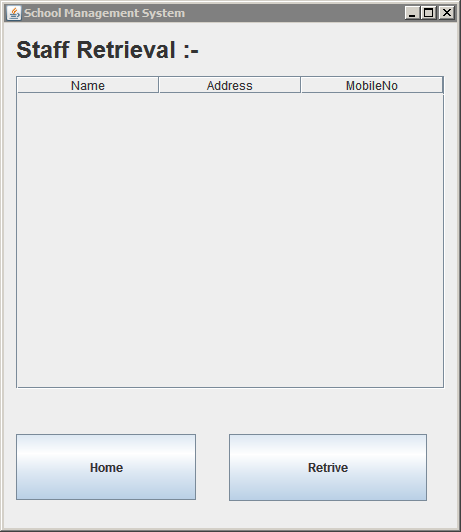 School Management System
Staff Retrieval :-
Name Address MobileNo
Home Retrive